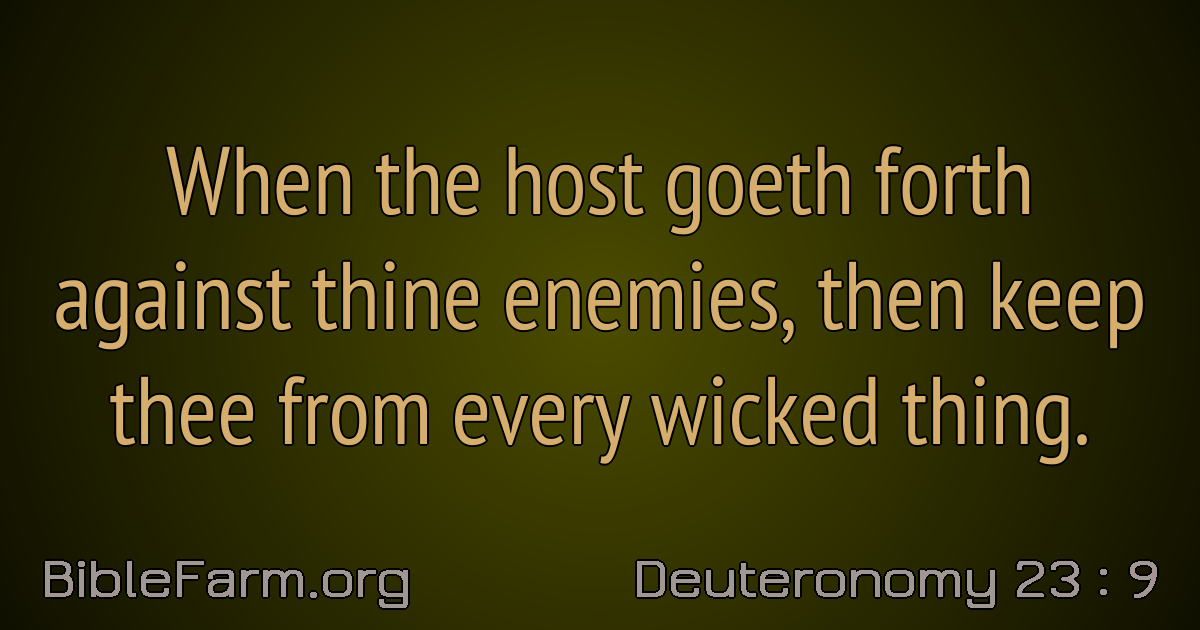 When the host goeth forth
against thine enemies, then keep
thee from every wicked thing.
BibleFarm.org
Deuteronomy 23 : 9